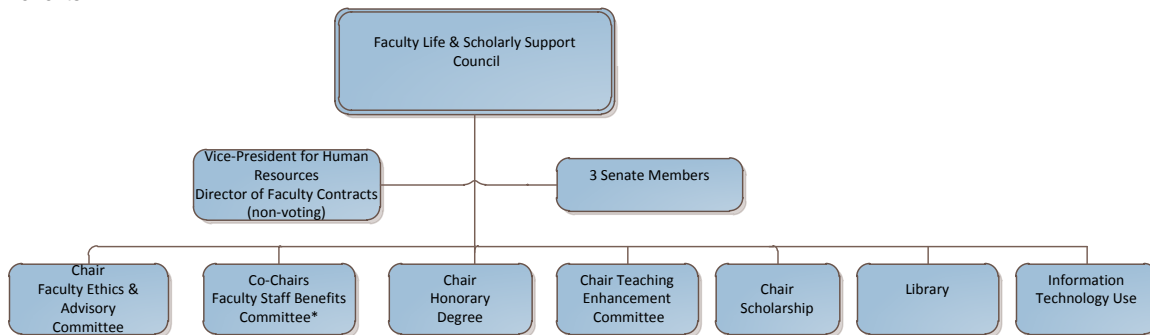 Faculty Life & Scholarly Support
Council
Vice-President for Human
Resources
Director of Faculty Contracts
(non-voting)
3 Senate Members
Chair
Faculty Ethics &
Advisory
Committee
Co-Chairs
Faculty Staff Benefits
Committee*
Chair
Honorary
Degree
Chair Teaching
Enhancement
Committee
Chair
Scholarship
Library
Information
Technology Use